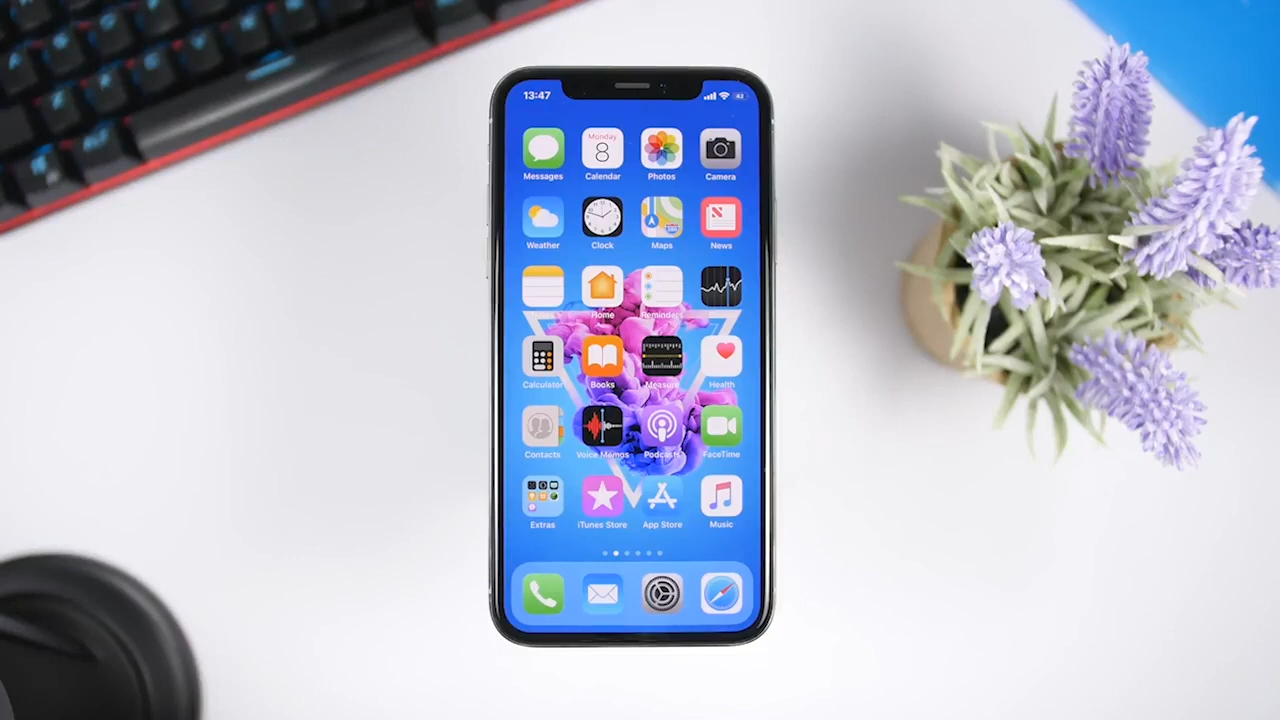 13:47
42
Monday
8
Messages
Calendar
Photos
Camera
Weather
Clock
Maps
News
Home
Reminders
Calculator
Books
Measure
Health
Contacts
Voice Memos
Podcasts
FaceTime
Extras
iTunes Store
App Store
Music